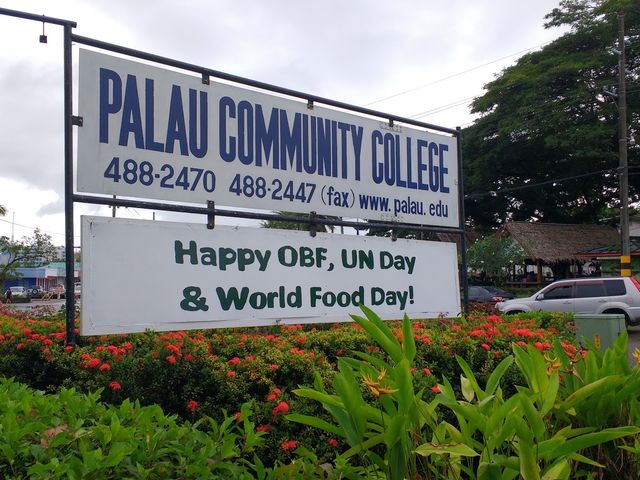 PALAU COMMUNITY COLLEGE
488-2470 488-2447 (fax) www. palau. edu
Happy OBF, UN Day
& World Food Day!